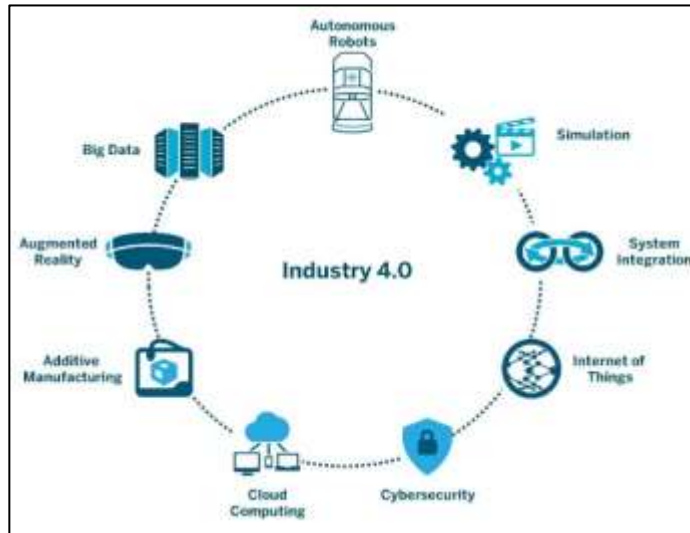 Autonomous
Robots
Simulation
System
Integration
Internet of
Things
Cybersecurity
Cloud
Computing
Additive
Manufacturing
Augmented
Reality
Big Data
Industry 4.0